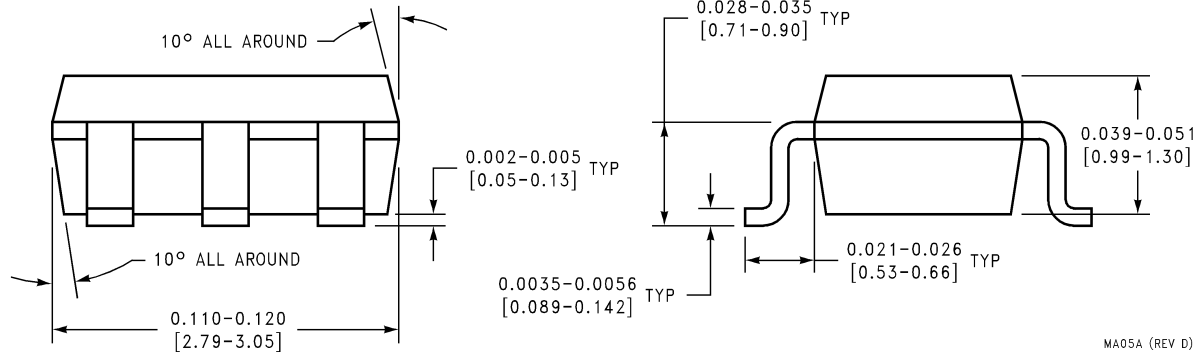 10° ALL AROUND
0.028-0.035 TYP
[0.71-0.90]
0.039-0.051
[0.99-1.30]
0.002-0.005 TYP
[0.05-0.13]
10° ALL AROUND
0.021-0.026 TYP
[0.53-0.66]
0.0035-0.0056 TYP
[0.089-0.142]
0.110-0.120
[2.79-3.05]
MA05A (REV D)